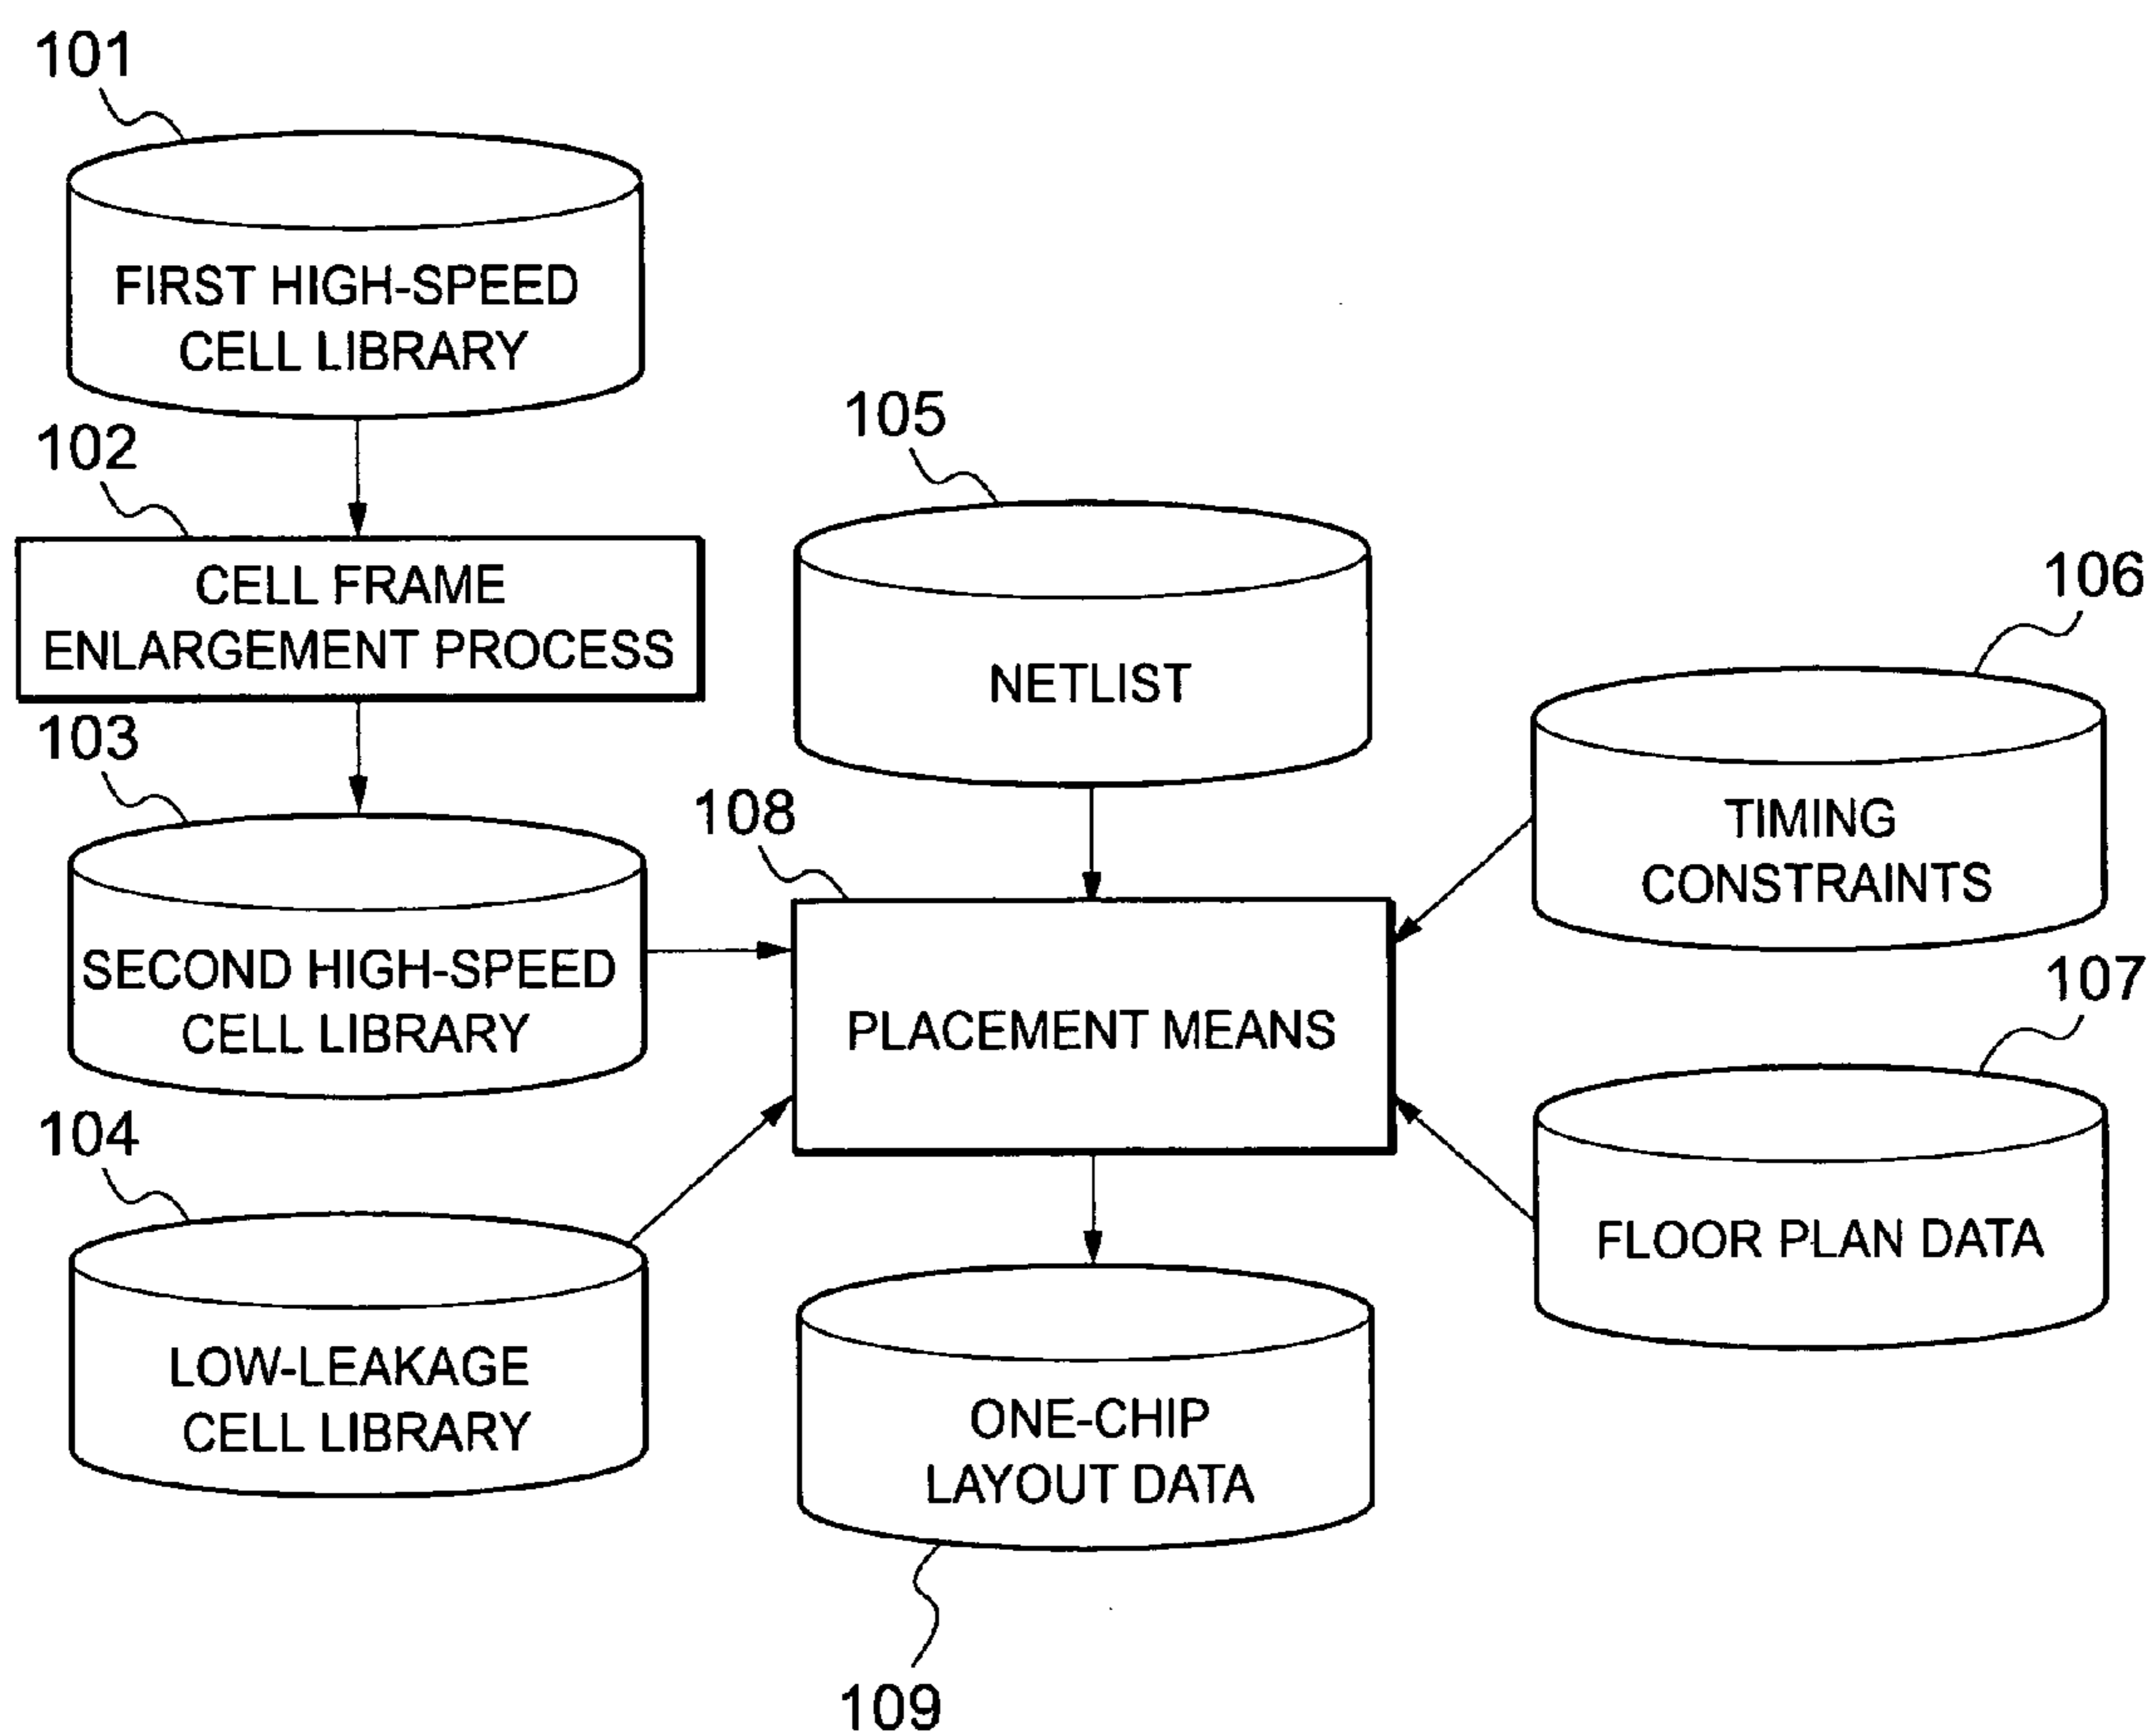 101
FIRST HIGH-SPEED
CELL LIBRARY
102
CELL FRAME
ENLARGEMENT PROCESS
103
SECOND HIGH-SPEED
CELL LIBRARY
104
LOW-LEAKAGE
CELL LIBRARY
105
NETLIST
108
PLACEMENT MEANS
ONE-CHIP
LAYOUT DATA
109
106
TIMING
CONSTRAINTS
107
FLOOR PLAN DATA